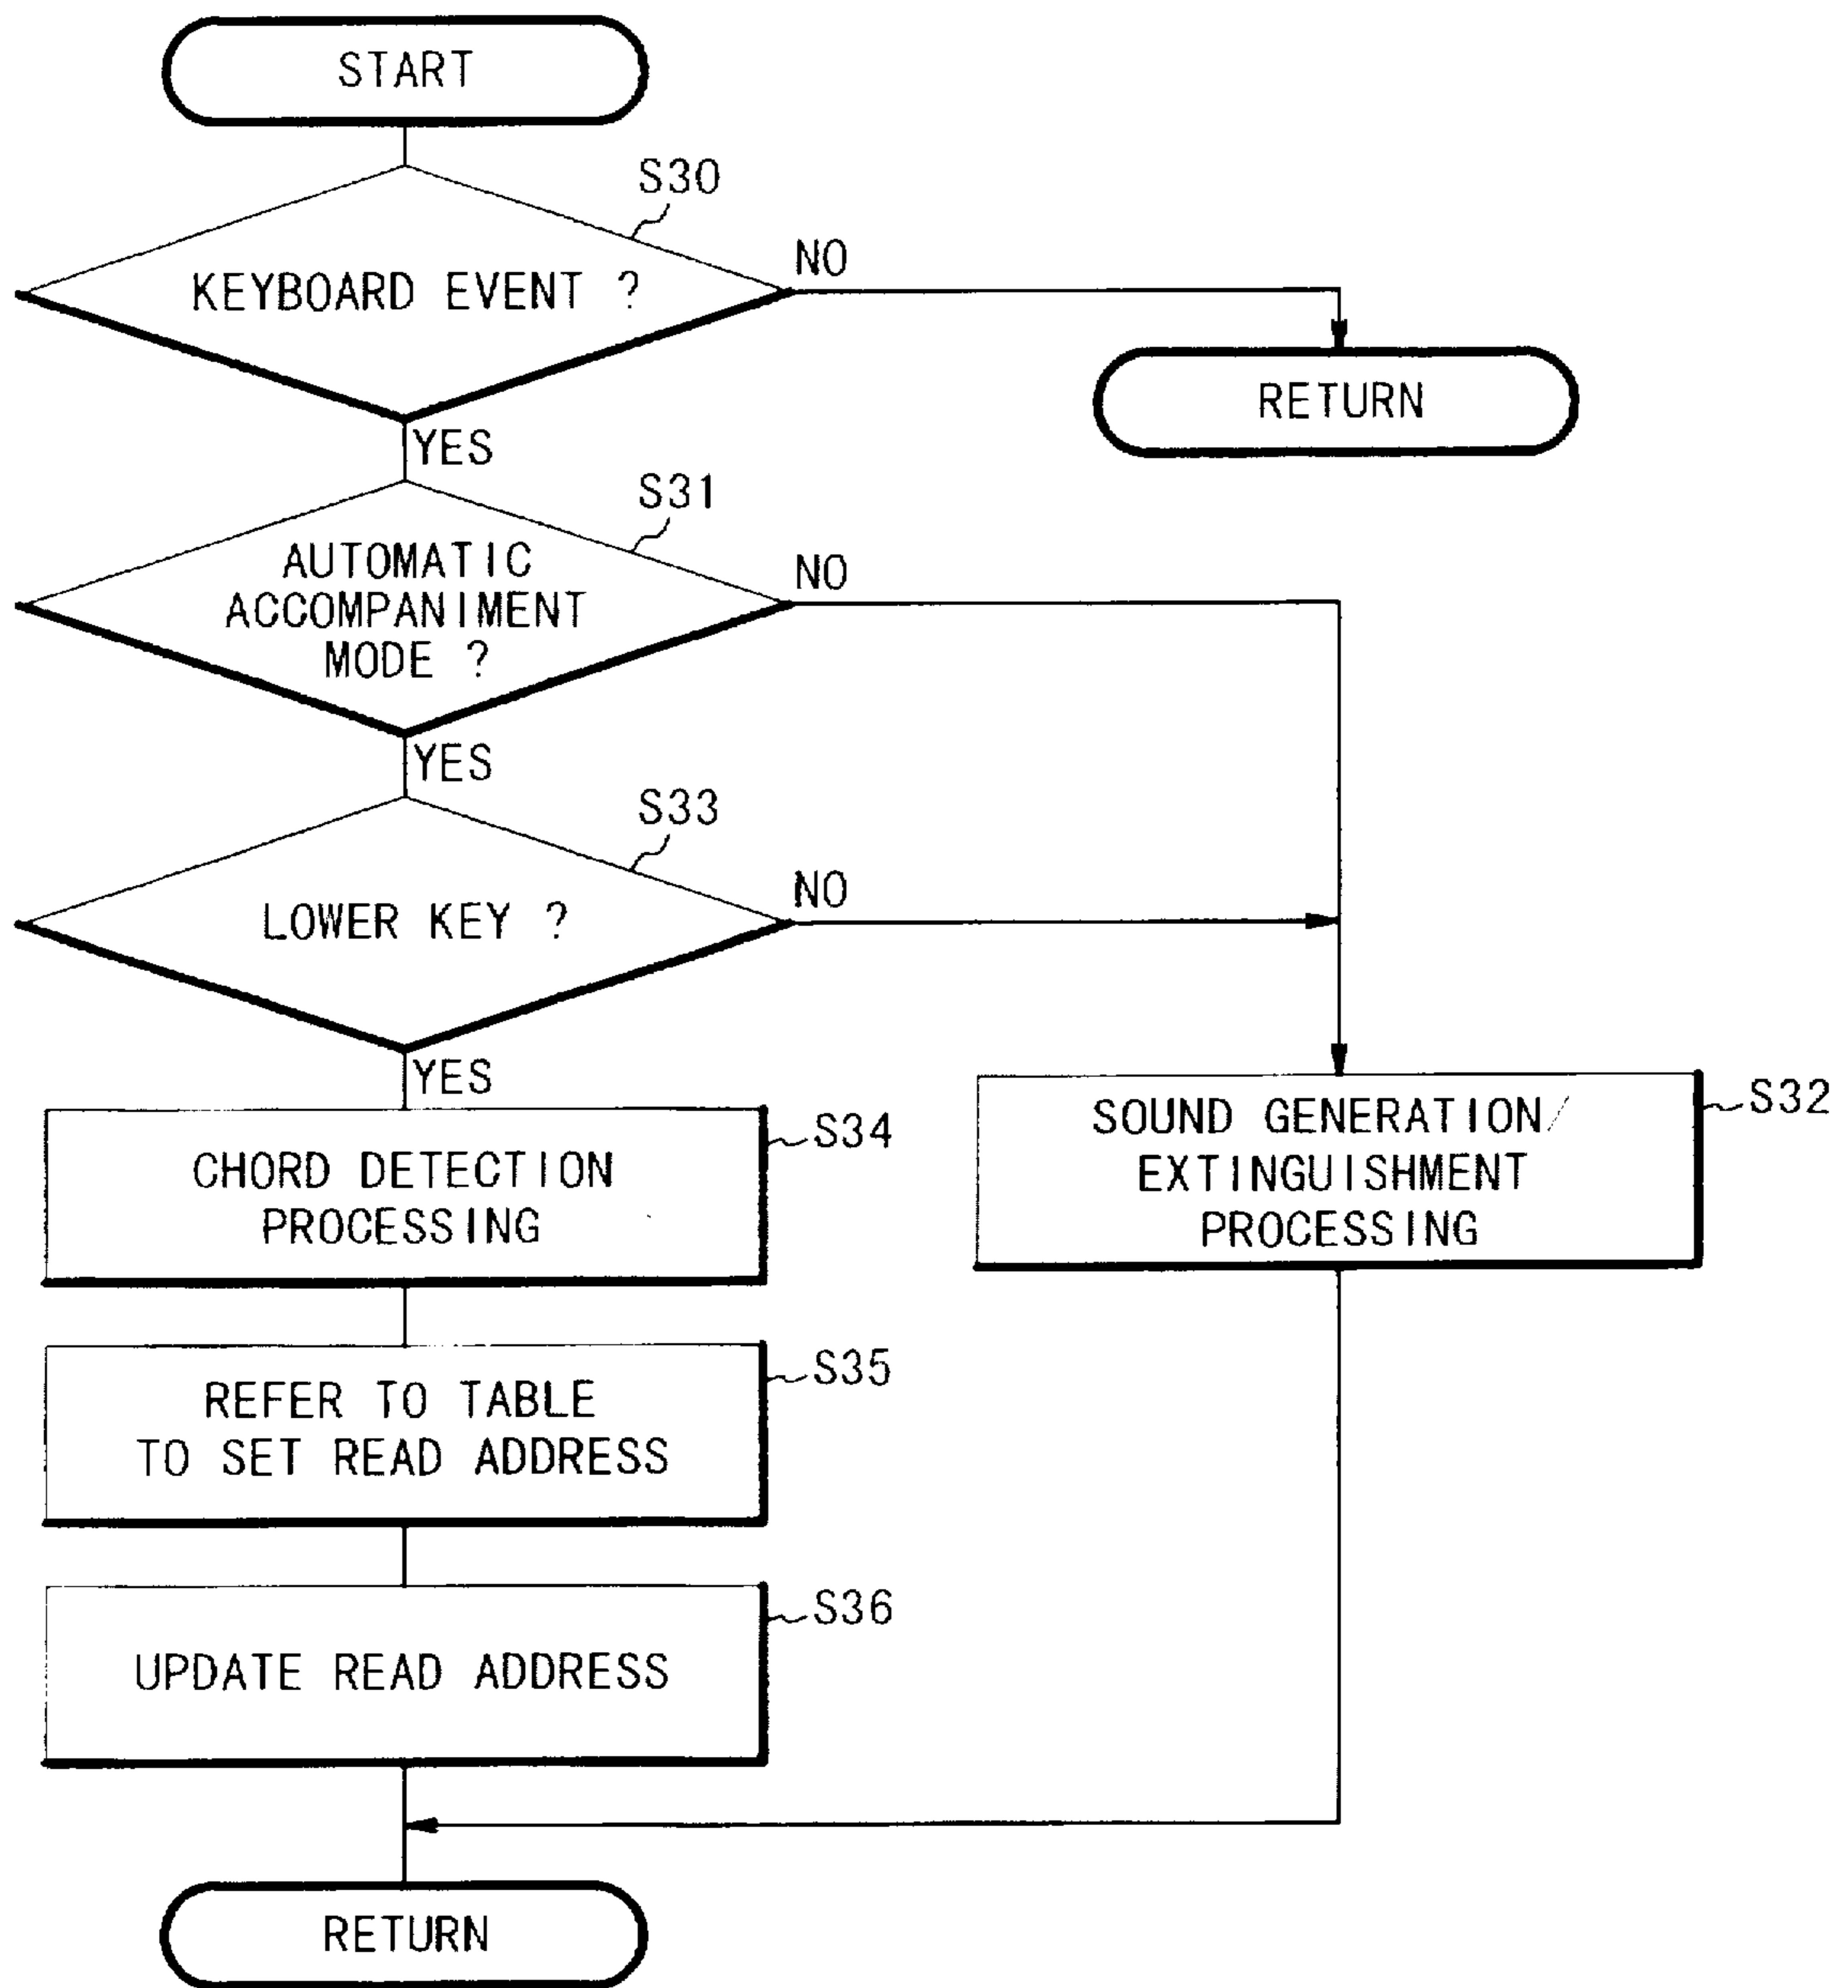 START
S30
KEYBOARD EVENT ?
NO
RETURN
YES
S31
AUTOMATIC
ACCOMPANIMENT
MODE ?
NO
YES
S33
LOWER KEY ?
NO
YES
S34
CHORD DETECTION
PROCESSING
S32
SOUND GENERATION/
EXTINGUISHMENT
PROCESSING
S35
REFER TO TABLE
TO SET READ ADDRESS
S36
UPDATE READ ADDRESS
RETURN